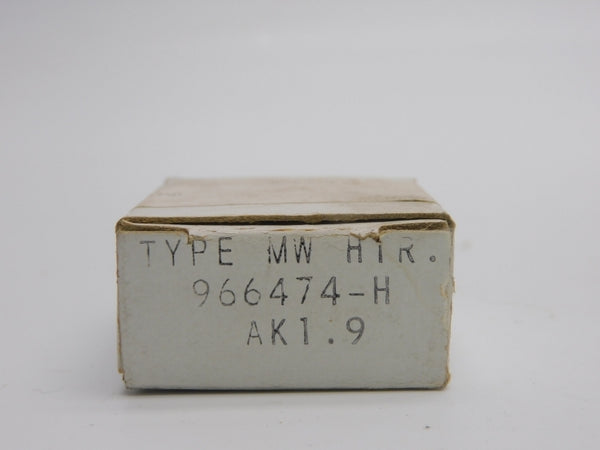 TYPE MW HTR.
966474-H
AK1.9